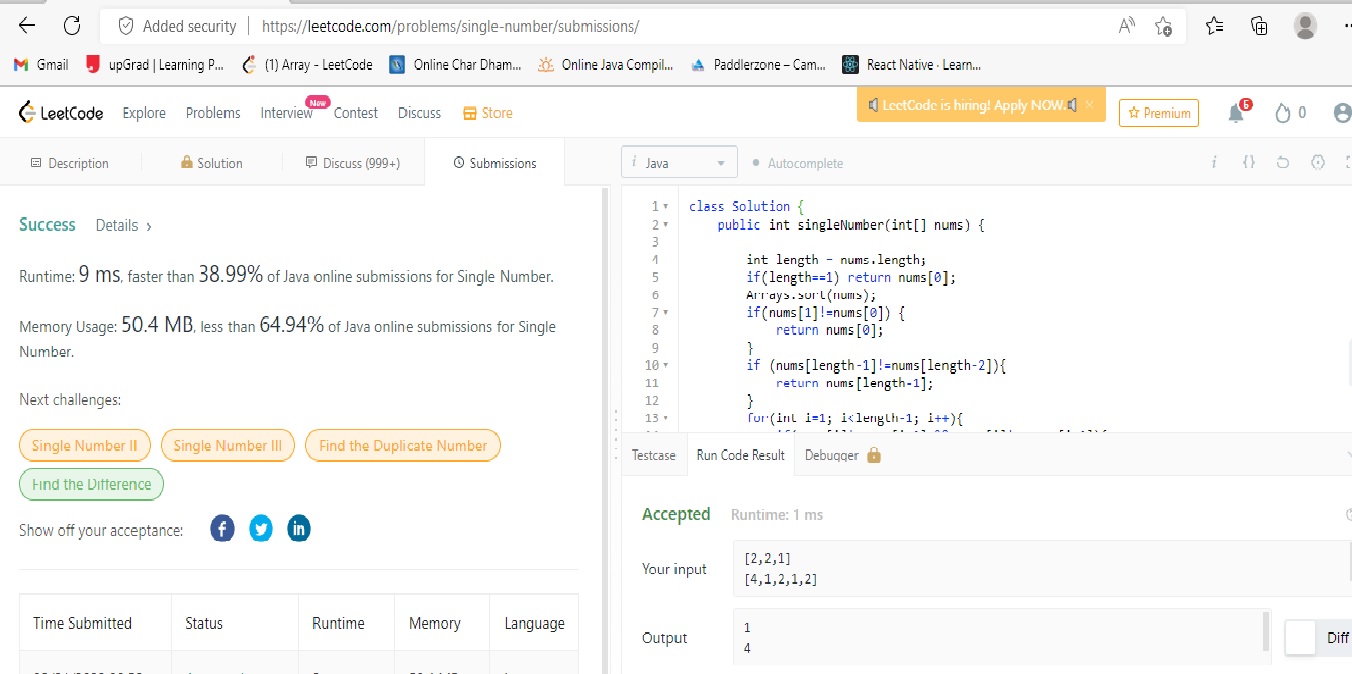 Added security
https://leetcode.com/problems/single-number/submissions/
Gmail
upGrad | Learning P...
(1) Array - LeetCode
Online Char Dham...
Online Java Compil...
Paddlerzone – Cam...
React Native · Learn...
LeetCode
Explore
Problems
Interview
New
Contest
Discuss
Store
LeetCode is hiring! Apply NOW.
Premium
6
0
Description
Solution
Discuss (999+)
Submissions
i Java
Autocomplete
Success
Details
Runtime: 9 ms, faster than 38.99% of Java online submissions for Single Number.
Memory Usage: 50.4 MB, less than 64.94% of Java online submissions for Single
Number.
Next challenges:
Single Number II
Single Number III
Find the Duplicate Number
Find the Difference
Show off your acceptance:
Time Submitted
Status
Runtime
Memory
Language
1 class Solution {
2 public int singleNumber(int[] nums) {
3
4 int length = nums.length;
5 if(length==1) return nums[0];
6 Arrays.sort(nums);
7 if(nums[1]!=nums[0]) {
8 return nums[0];
9 }
10 if (nums[length-1]!=nums[length-2]){
11 return nums[length-1];
12 }
13 for(int i=1; i<length-1; i++){
Testcase
Run Code Result
Debugger
Accepted
Runtime: 1 ms
Your input
[2,2,1]
[4,1,2,1,2]
Output
1
4
Diff